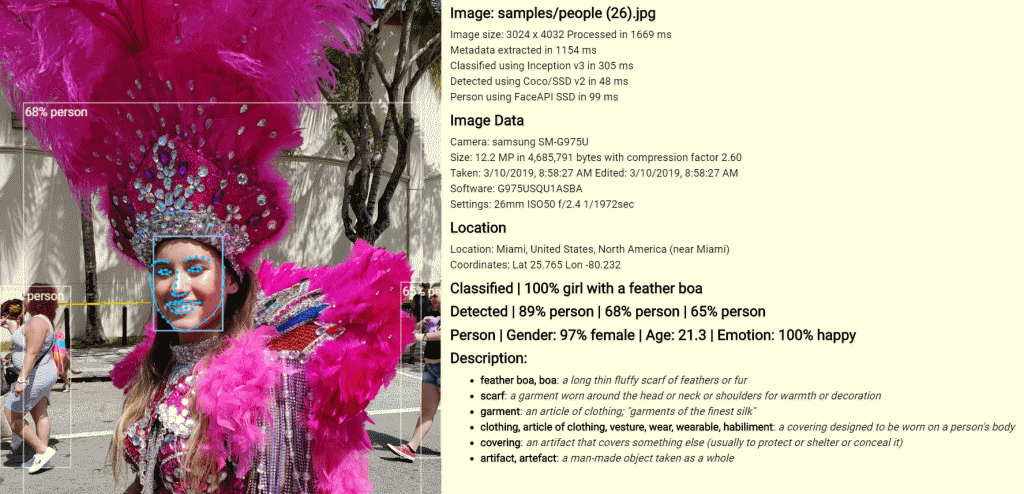 68% person
person
65% pe
Image: samples/people (26).jpg
Image size: 3024 x 4032 Processed in 1669 ms
Metadata extracted in 1154 ms
Classified using Inception v3 in 305 ms
Detected using Coco/SSD v2 in 48 ms
Person using FaceAPI SSD in 99 ms
Image Data
Camera: samsung SM-G975U
Size: 12.2 MP in 4,685,791 bytes with compression factor 2.60
Taken: 3/10/2019, 8:58:27 AM Edited: 3/10/2019, 8:58:27 AM
Software: G975USQU1ASBA
Settings: 26mm ISO50 f/2.4 1/1972sec
Location
Location: Miami, United States, North America (near Miami)
Coordinates: Lat 25.765 Lon -80.232
Classified | 100% girl with a feather boa
Detected | 89% person | 68% person | 65% person
Person | Gender: 97% female | Age: 21.3 | Emotion: 100% happy
Description:
• feather boa, boa: a long thin fluffy scarf of feathers or fur
• scarf: a garment worn around the head or neck or shoulders for warmth or decoration
• garment: an article of clothing; "garments of the finest silk"
• clothing, article of clothing, vesture, wear, wearable, habiliment: a covering designed to be worn on a person's body
• covering: an artifact that covers something else (usually to protect or shelter or conceal it)
• artifact, artefact: a man-made object taken as a whole